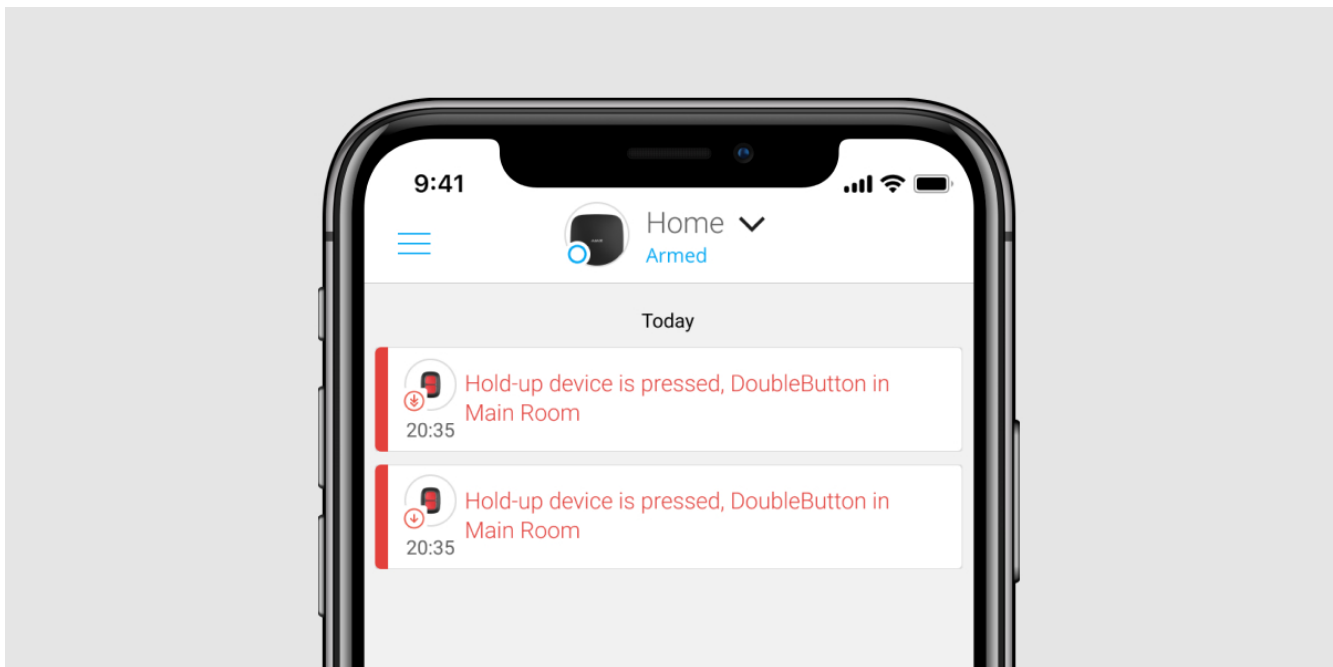 9:41
Home
Armed
Today
Hold-up device is pressed, DoubleButton in
Main Room
20:35
Hold-up device is pressed, DoubleButton in
Main Room
20:35